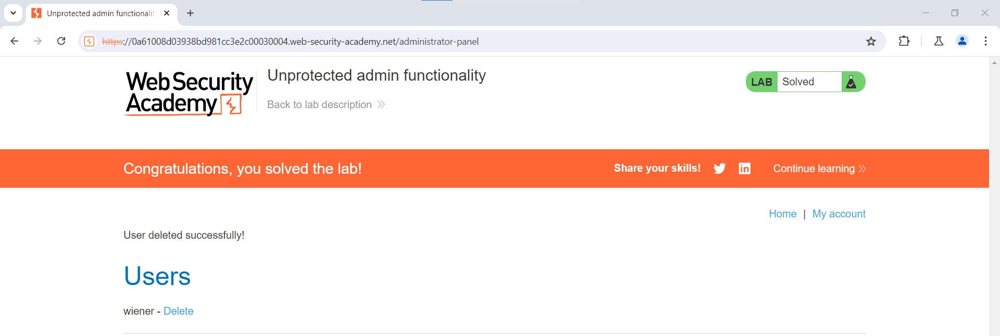 Unprotected admin functionalit
https://0a61008d03938bd981cc3e2c00030004.web-security-academy.net/administrator-panel
Web Security
Academy
Unprotected admin functionality
Back to lab description
LAB Solved
Congratulations, you solved the lab!
Share your skills!
Continue learning
Home | My account
User deleted successfully!
Users
wiener - Delete